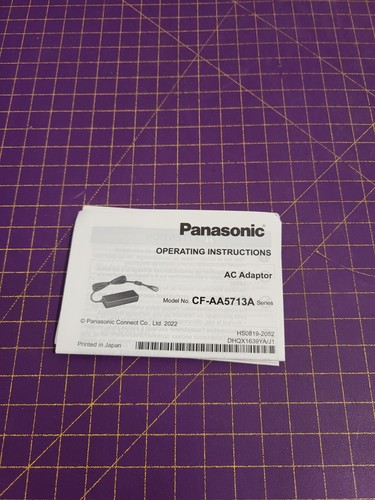 Panasonic
OPERATING INSTRUCTIONS
AC Adaptor
Model No. CF-AA5713A Series
© Panasonic Connect Co., Ltd. 2022
HS0819-2052
Printed in Japan
DHQX1639YA/J1